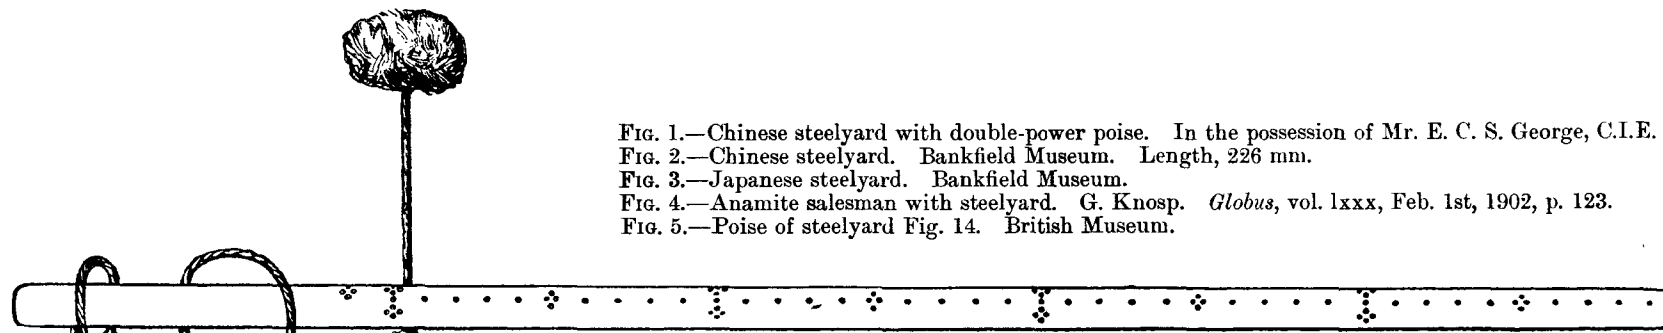 FIG. 1.—Chinese steelyard with double-power poise. In the possession of Mr. E. C. S. George, C.I.E.
FIG. 2.—Chinese steelyard. Bankfield Museum. Length, 226 mm.
FIG. 3.—Japanese steelyard. Bankfield Museum.
FIG. 4.—Anamite salesman with steelyard. G. Knosp. Globus, vol. lxxx, Feb. 1st, 1902, p. 123.
FIG. 5.—Poise of steelyard Fig. 14. British Museum.